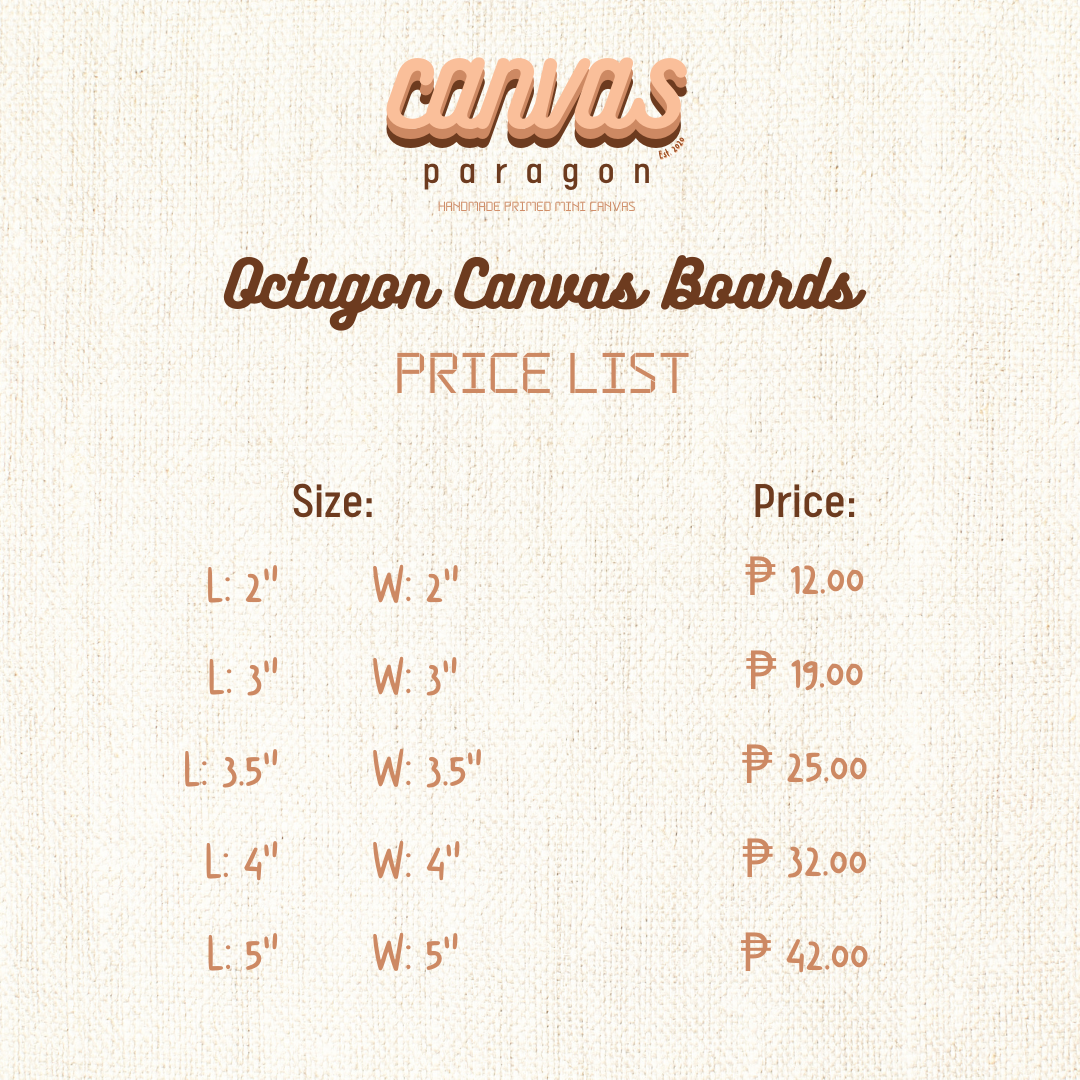 canvas
Est. 2020
paragon
HANDMADE PRIMED MINI CANVAS
Octagon Canvas Boards
PRICE LIST
Size: Price:
L: 2" W: 2" ₱ 12.00
L: 3" W: 3" ₱ 19.00
L: 3.5" W: 3.5" ₱ 25.00
L: 4" W: 4" ₱ 32.00
L: 5" W: 5" ₱ 42.00